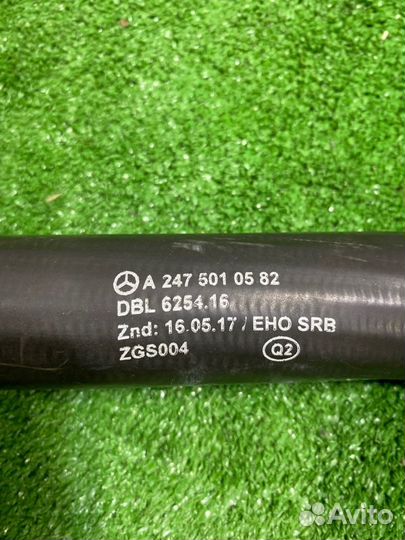 A 247 501 05 82
DBL 6254.16
Znd: 16.05.17 / EHO SRB
ZGS004 Q2
Avito